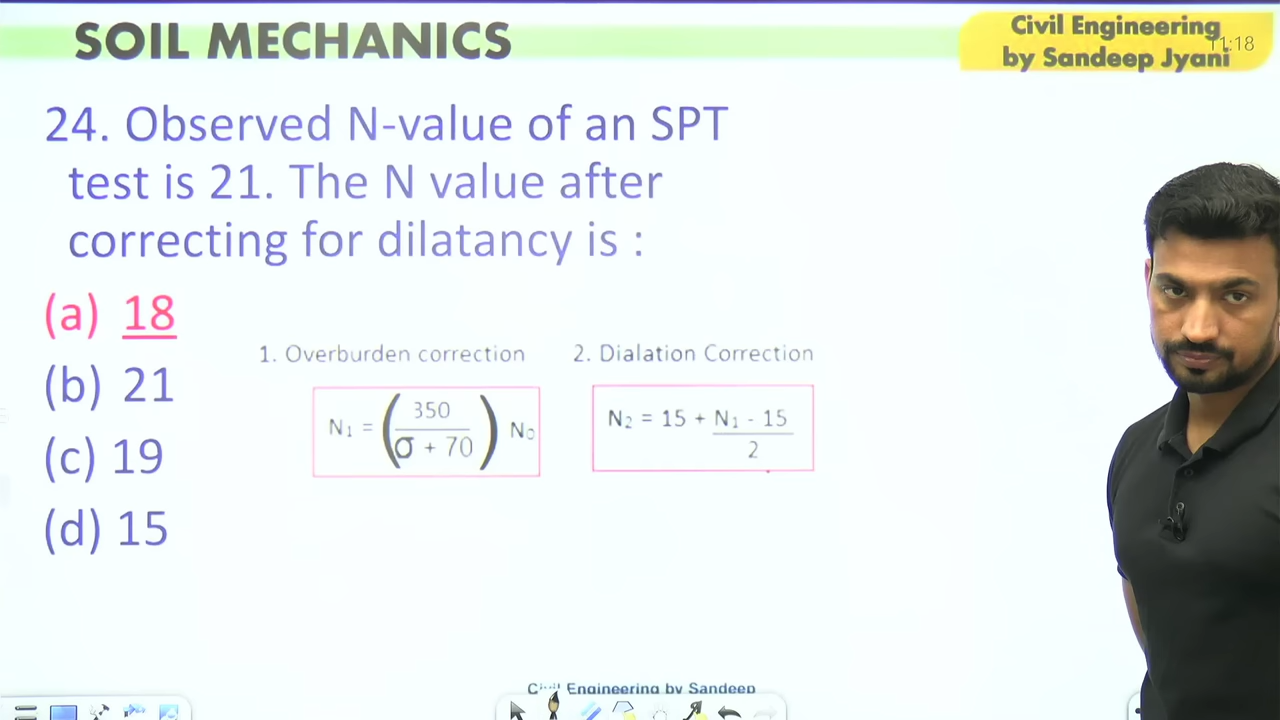 SOIL MECHANICS
Civil Engineering
by Sandeep Jyani
11:18
24. Observed N-value of an SPT
test is 21. The N value after
correcting for dilatancy is :
(a) 18
(b) 21
(c) 19
(d) 15
1. Overburden correction
N₁ = (350 / σ + 70) N₀
2. Dialation Correction
N₂ = 15 + N₁ - 15 / 2
Civil Engineering by Sandeep